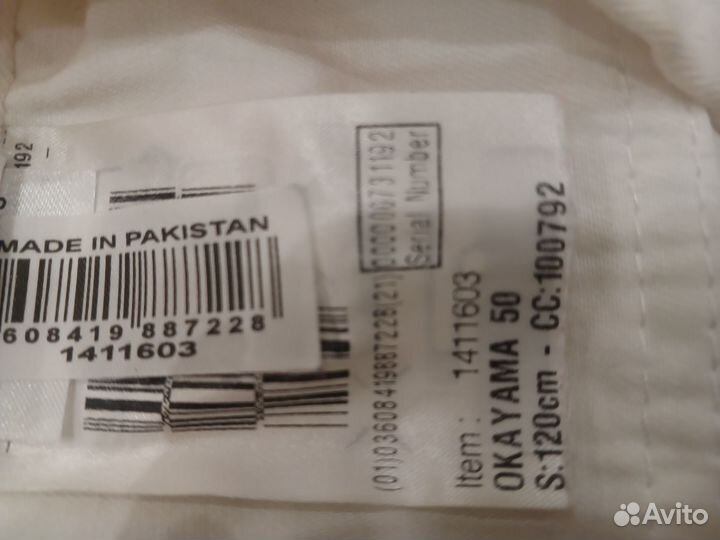 192
MADE IN PAKISTAN
608419 887228
1411603
(01)03608419887228(21)000000731192
Serial Number
Item : 1411603
OKAYAMA 50
S:120cm - CC:100792
Avito